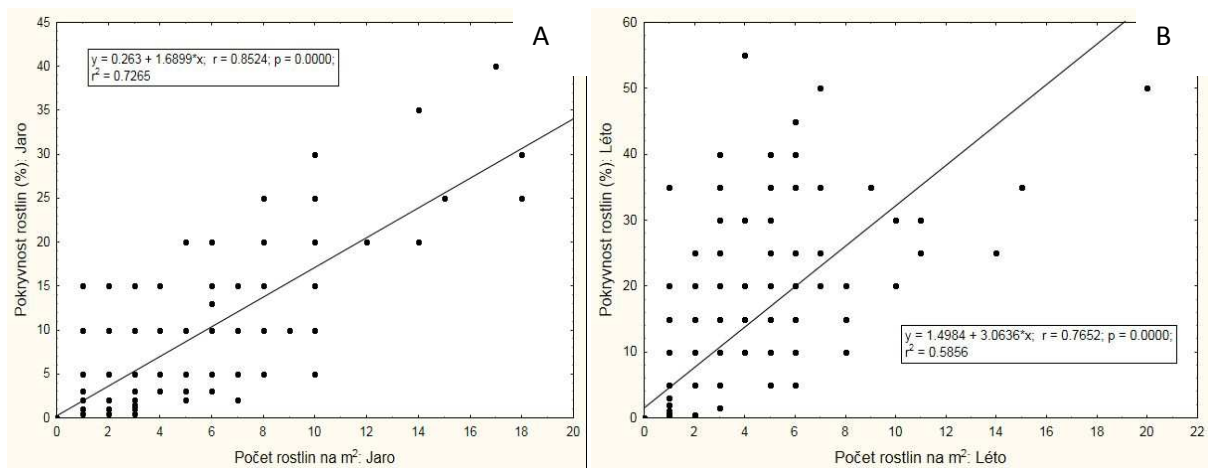 A
y = 0.263 + 1.6899*x; r = 0.8524; p = 0.0000;
r² = 0.7265
Pokryvnost rostlin (%): Jaro
45
40
35
30
25
20
15
10
5
0
0 2 4 6 8 10 12 14 16 18 20
Počet rostlin na m²: Jaro
B
y = 1.4984 + 3.0636*x; r = 0.7652; p = 0.0000;
r² = 0.5856
Pokryvnost rostlin (%): Léto
60
50
40
30
20
10
0
0 2 4 6 8 10 12 14 16 18 20 22
Počet rostlin na m²: Léto